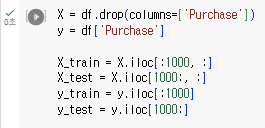 X = df.drop(columns=['Purchase'])
0초
y = df['Purchase']
X_train = X.iloc[:1000, :]
X_test = X.iloc[1000:, :]
y_train = y.iloc[:1000]
y_test = y.iloc[1000:]